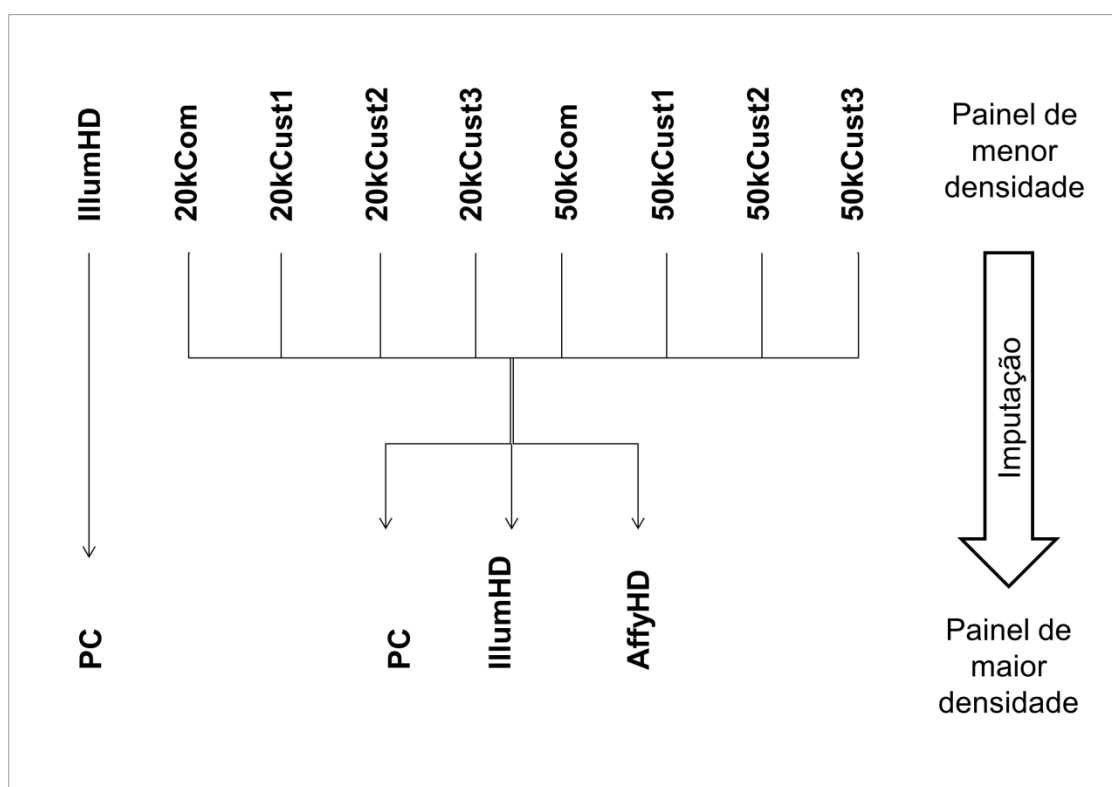 IllumHD
20kCom
20kCust1
20kCust2
20kCust3
50kCom
50kCust1
50kCust2
50kCust3
Painel de
menor
densidade
Imputação
PC
PC
IllumHD
AffyHD
Painel de
maior
densidade